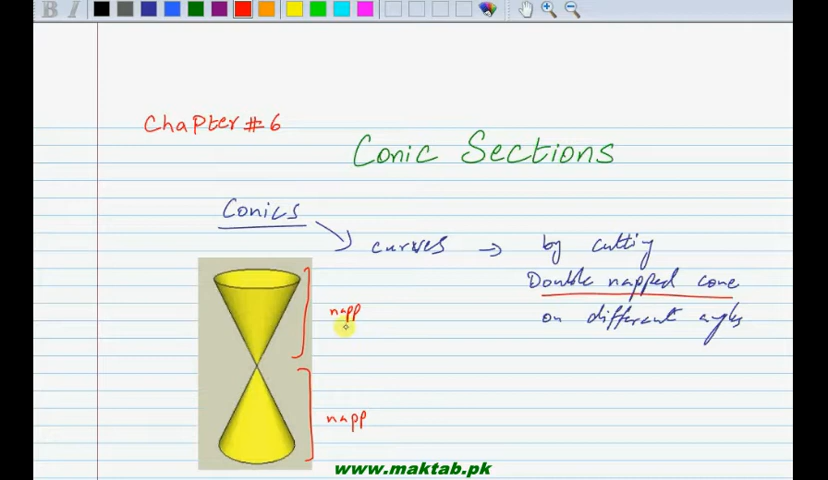 B I
Chapter # 6
Conic Sections
Conics
curves → by cutting
Double napped cone
on different angles
napp
napp
www.maktab.pk